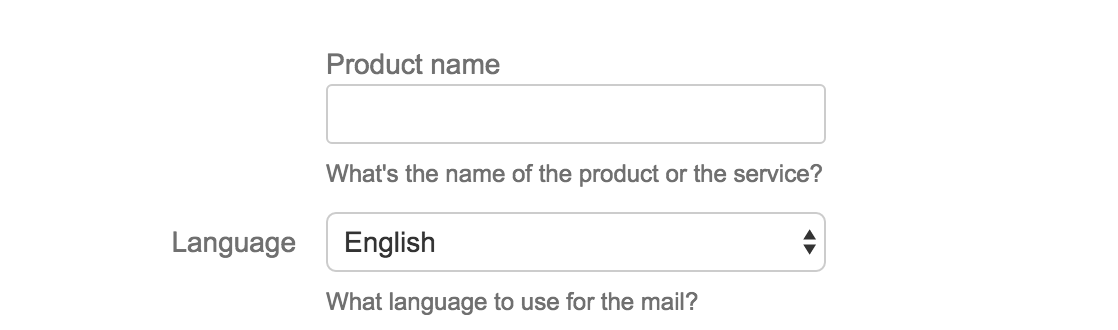 Product name
What's the name of the product or the service?
Language English
What language to use for the mail?